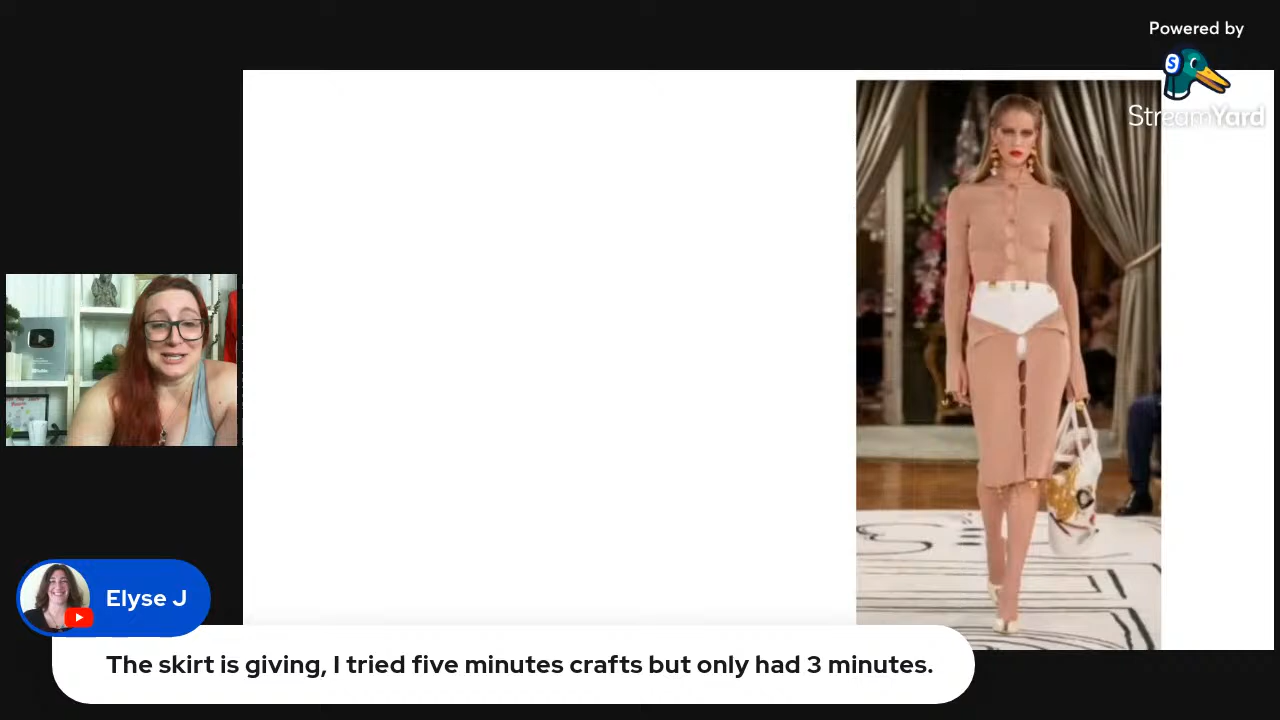 Powered by
StreamYard
Elyse J
The skirt is giving, I tried five minutes crafts but only had 3 minutes.